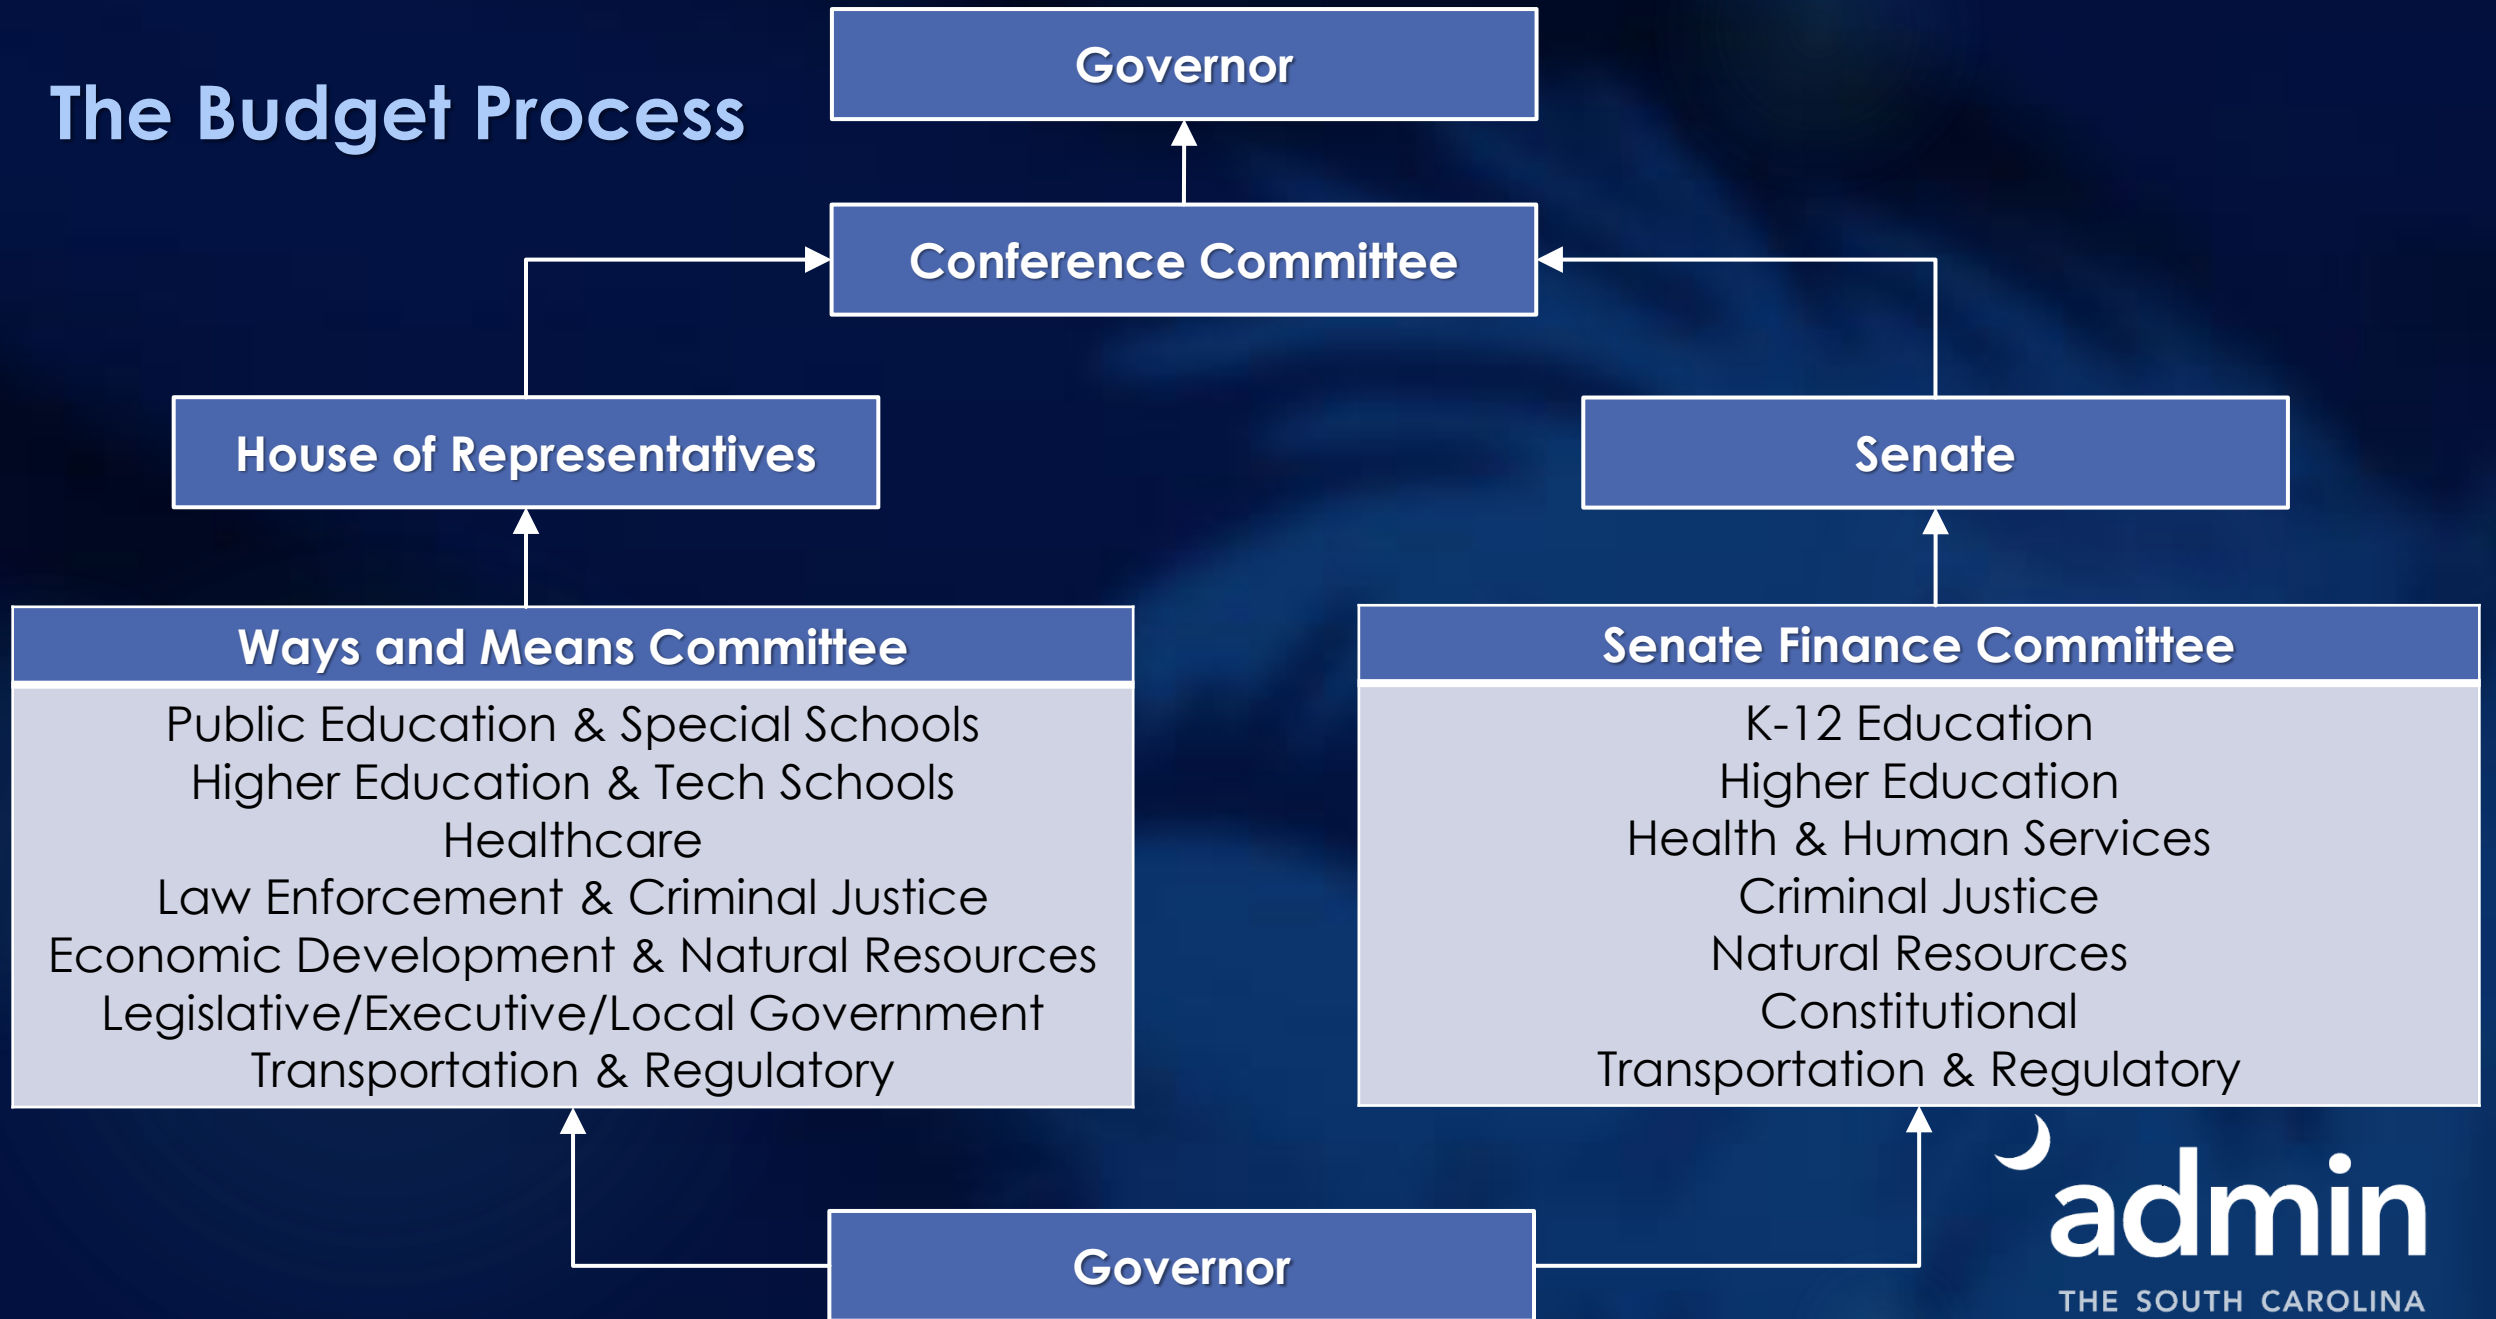 The Budget Process
Governor
Conference Committee
House of Representatives
Senate
Ways and Means Committee
Public Education & Special Schools
Higher Education & Tech Schools
Healthcare
Law Enforcement & Criminal Justice
Economic Development & Natural Resources
Legislative/Executive/Local Government
Transportation & Regulatory
Senate Finance Committee
K-12 Education
Higher Education
Health & Human Services
Criminal Justice
Natural Resources
Constitutional
Transportation & Regulatory
Governor
admin
THE SOUTH CAROLINA